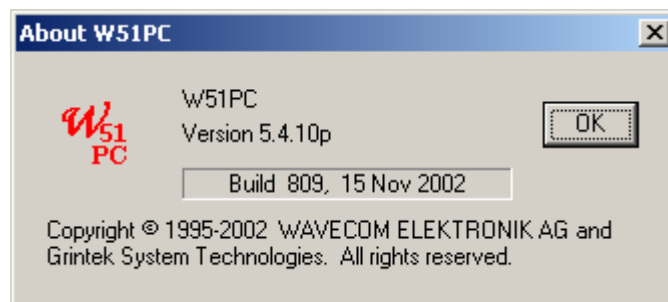 About W51PC
W51
PC
W51PC
Version 5.4.10p
OK
Build 809, 15 Nov 2002
Copyright © 1995-2002 WAVECOM ELEKTRONIK AG and
Grintek System Technologies. All rights reserved.